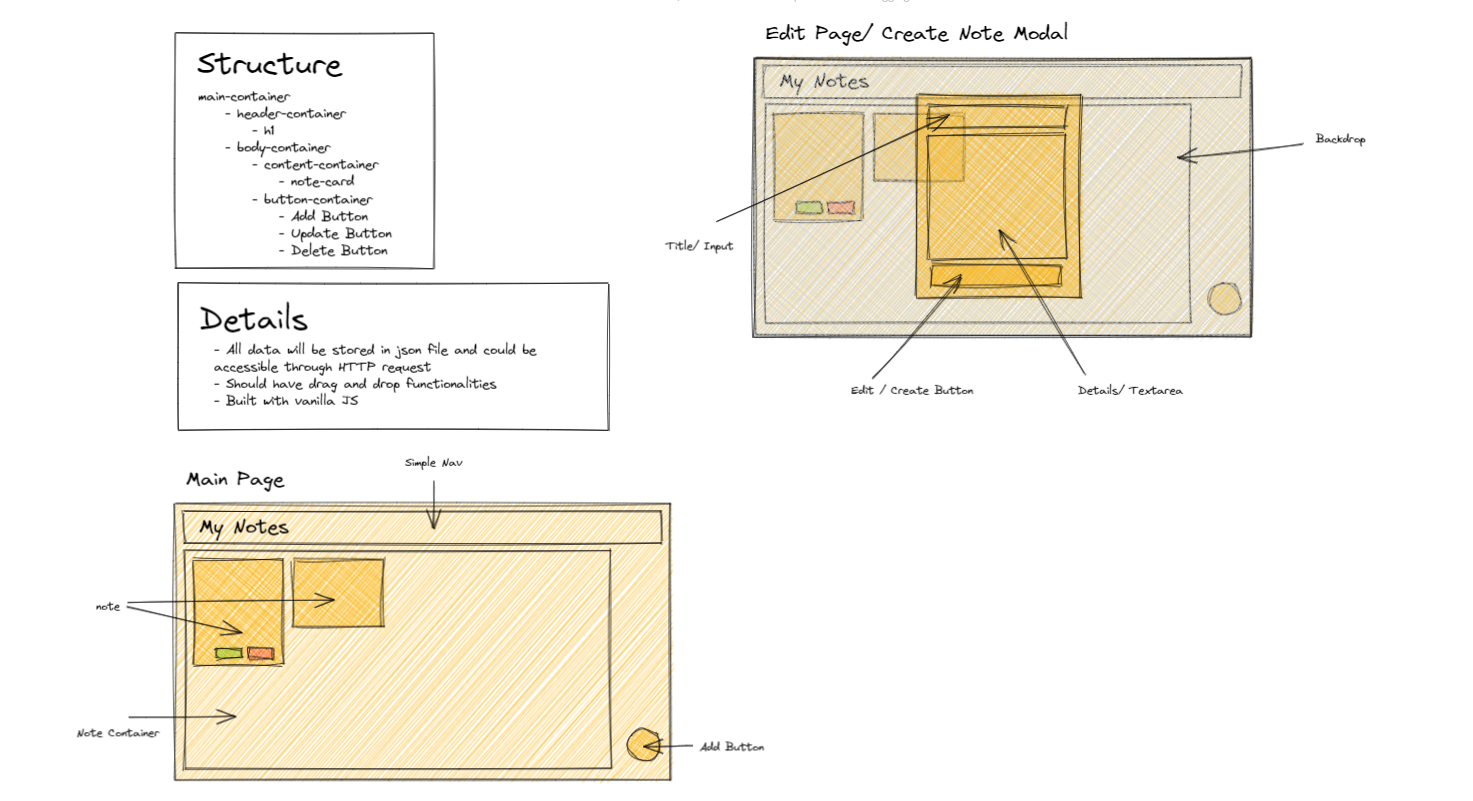 Structure
main-container
- header-container
- h1
- body-container
- content-container
- note-card
- button-container
- Add Button
- Update Button
- Delete Button
Details
- All data will be stored in json file and could be
accessible through HTTP request
- Should have drag and drop functionalities
- Built with vanilla JS
Edit Page/ Create Note Modal
My Notes
Backdrop
Title/ Input
Edit / Create Button
Details/ Textarea
Main Page
Simple Nav
My Notes
note
Note Container
Add Button